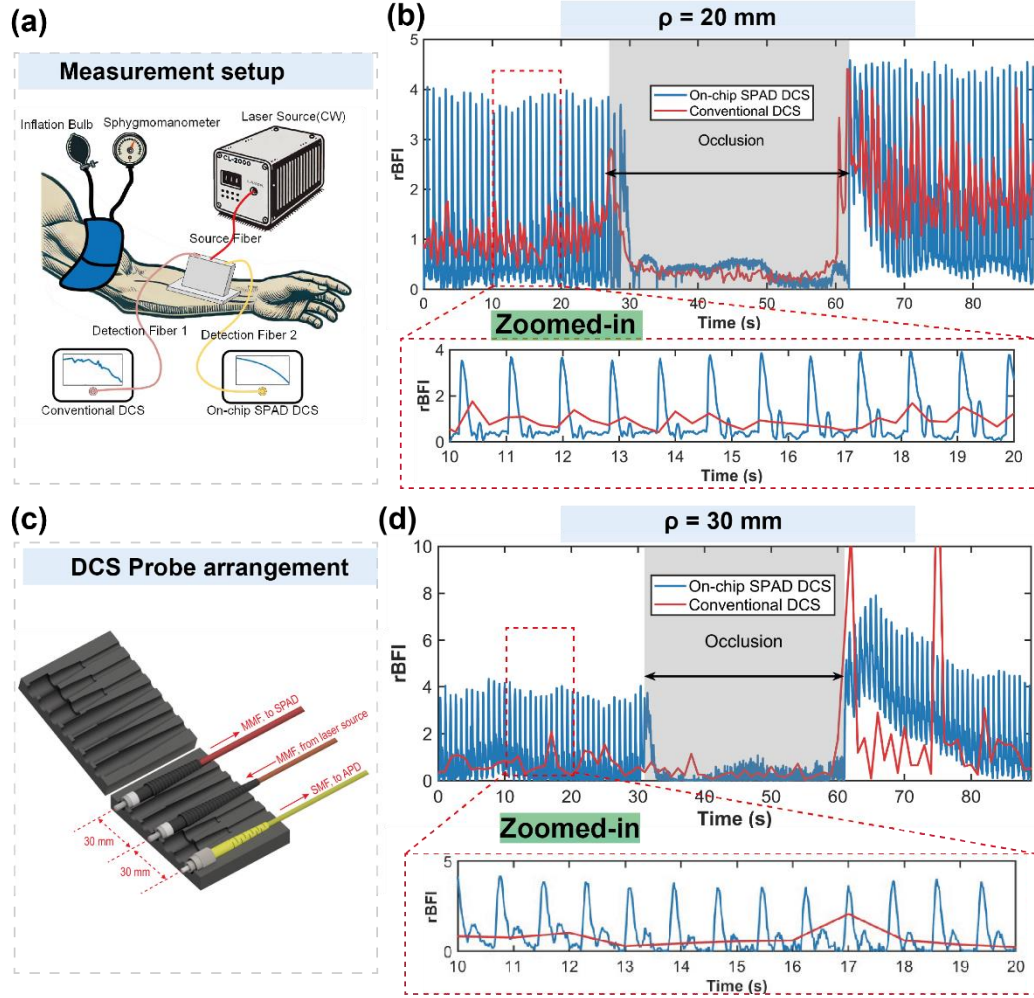 (a)
Measurement setup
Inflation Bulb
Sphygmomanometer
Laser Source(CW)
CL-2000
Source Fiber
Detection Fiber 1
Detection Fiber 2
Conventional DCS
On-chip SPAD DCS
(b)
ρ = 20 mm
5
4
3
2
1
0
rBFI
On-chip SPAD DCS
Conventional DCS
Occlusion
0 10 20 30 40 50 60 70 80
Time (s)
Zoomed-in
4
2
0
rBFI
10 11 12 13 14 15 16 17 18 19 20
Time (s)
(c)
DCS Probe arrangement
MMF, to SPAD
MMF, from laser source
SMF, to APD
30 mm
30 mm
(d)
ρ = 30 mm
10
8
6
4
2
0
rBFI
On-chip SPAD DCS
Conventional DCS
Occlusion
0 10 20 30 40 50 60 70 80
Time (s)
Zoomed-in
4
2
0
rBFI
10 11 12 13 14 15 16 17 18 19 20
Time (s)